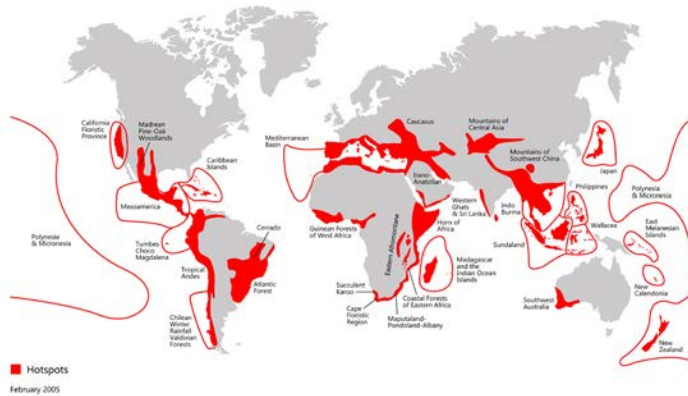 California
Floristic
Province
Madrean
Pine-Oak
Woodlands
Caribbean
Islands
Mesoamerica
Polynesia
& Micronesia
Tumbes
Choco
Magdalena
Tropical
Andes
Cerrado
Atlantic
Forest
Chilean
Winter
Rainfall
Valdivian
Forests
Mediterranean
Basin
Caucasus
Irano-
Anatolian
Mountains of
Central Asia
Mountains of
Southwest China
Guinean Forests
of West Africa
Eastern Afromontane
Horn of
Africa
Western
Ghats
& Sri Lanka
Indo
Burma
Madagascar
and the
Indian Ocean
Islands
Coastal Forests
of Eastern Africa
Succulent
Karoo
Cape
Floristic
Region
Maputaland-
Pondoland-Albany
Japan
Philippines
Polynesia &
Micronesia
Wallacea
Sundaland
East
Melanesian
Islands
New
Calendonia
Southwest
Australia
New
Zealand
Hotspots
February 2005